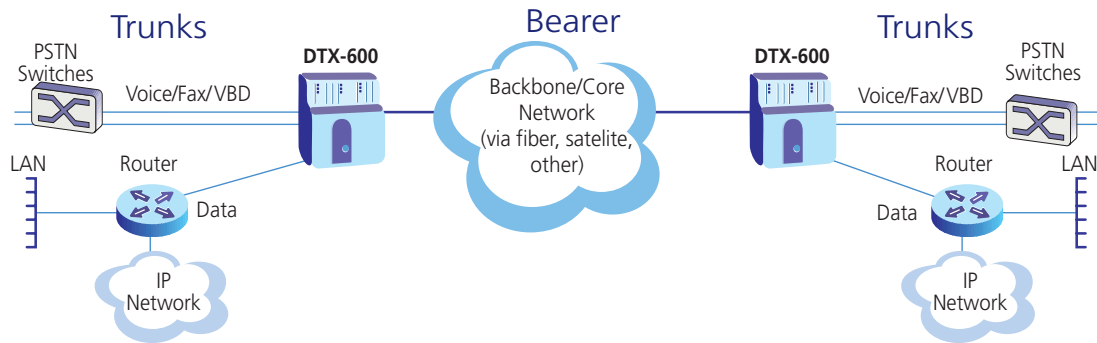 Trunks
Bearer
Trunks
PSTN
Switches
DTX-600
Voice/Fax/VBD
Backbone/Core
Network
(via fiber, satelite,
other)
DTX-600
Voice/Fax/VBD
PSTN
Switches
LAN
Router
Data
IP
Network
Router
LAN
Data
IP
Network